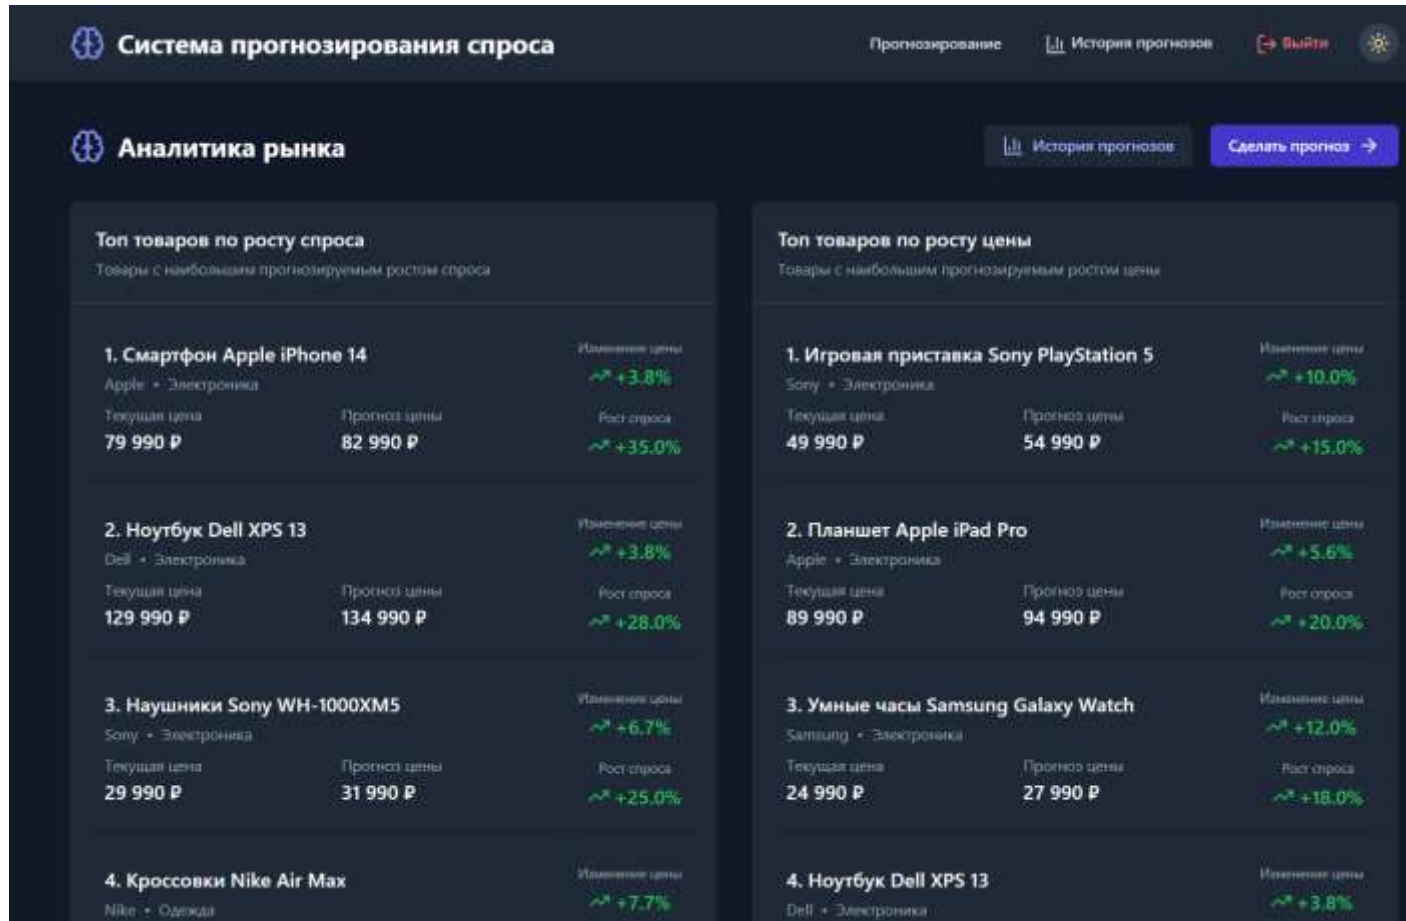 Система прогнозирования спроса
Прогнозирование
История прогнозов
Выйти
Аналитика рынка
История прогнозов
Сделать прогноз →
Топ товаров по росту спроса
Товары с наибольшим прогнозируемым ростом спроса
1. Смартфон Apple iPhone 14
Apple • Электроника
Изменение цены
+3.8%
Текущая цена
79 990 ₽
Прогноз цены
82 990 ₽
Рост спроса
+35.0%
2. Ноутбук Dell XPS 13
Dell • Электроника
Изменение цены
+3.8%
Текущая цена
129 990 ₽
Прогноз цены
134 990 ₽
Рост спроса
+28.0%
3. Наушники Sony WH-1000XM5
Sony • Электроника
Изменение цены
+6.7%
Текущая цена
29 990 ₽
Прогноз цены
31 990 ₽
Рост спроса
+25.0%
4. Кроссовки Nike Air Max
Nike • Одежда
Изменение цены
+7.7%
Топ товаров по росту цены
Товары с наибольшим прогнозируемым ростом цены
1. Игровая приставка Sony PlayStation 5
Sony • Электроника
Изменение цены
+10.0%
Текущая цена
49 990 ₽
Прогноз цены
54 990 ₽
Рост спроса
+15.0%
2. Планшет Apple iPad Pro
Apple • Электроника
Изменение цены
+5.6%
Текущая цена
89 990 ₽
Прогноз цены
94 990 ₽
Рост спроса
+20.0%
3. Умные часы Samsung Galaxy Watch
Samsung • Электроника
Изменение цены
+12.0%
Текущая цена
24 990 ₽
Прогноз цены
27 990 ₽
Рост спроса
+18.0%
4. Ноутбук Dell XPS 13
Dell • Электроника
Изменение цены
+3.8%